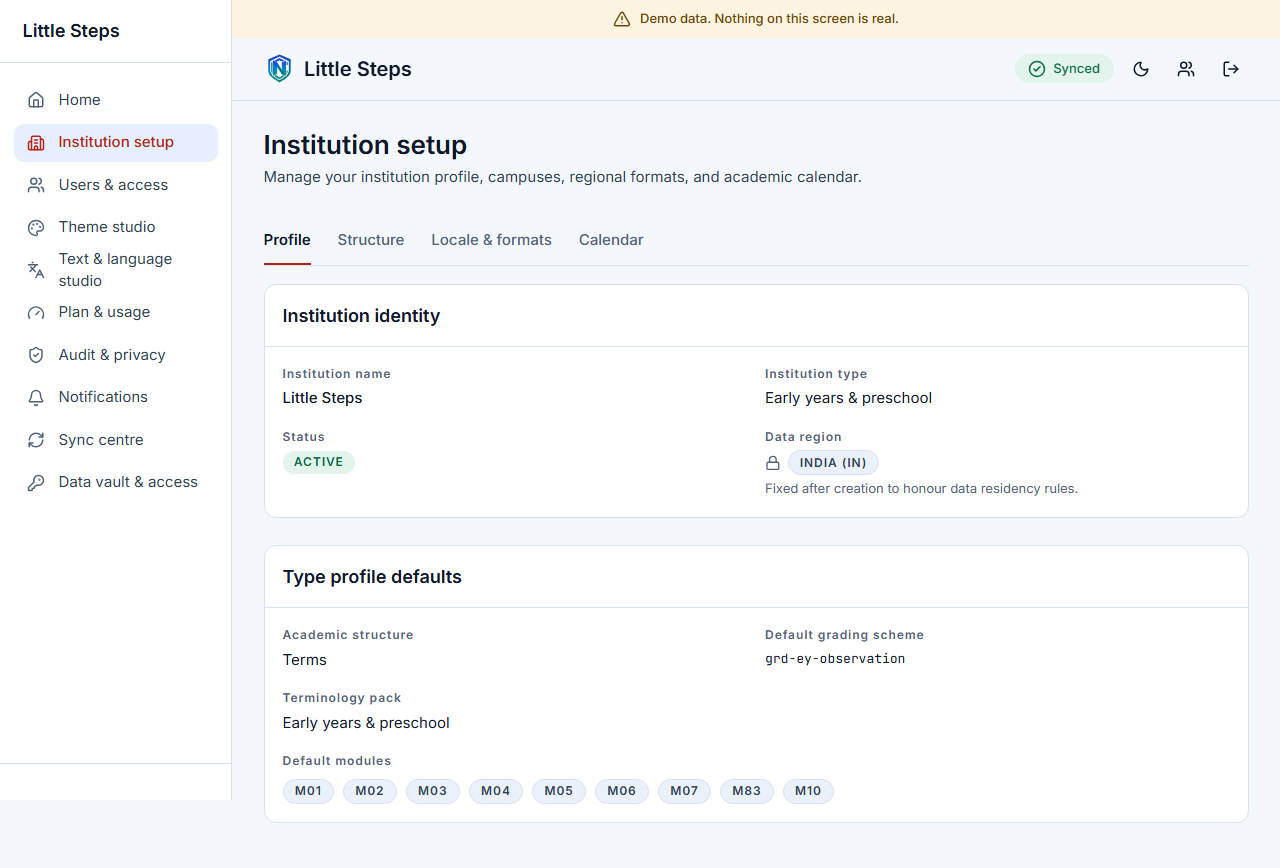 Little Steps
Demo data. Nothing on this screen is real.
Little Steps
Synced
Home
Institution setup
Users & access
Theme studio
Text & language
studio
Plan & usage
Audit & privacy
Notifications
Sync centre
Data vault & access
Institution setup
Manage your institution profile, campuses, regional formats, and academic calendar.
Profile
Structure
Locale & formats
Calendar
Institution identity
Institution name
Little Steps
Institution type
Early years & preschool
Status
ACTIVE
Data region
INDIA (IN)
Fixed after creation to honour data residency rules.
Type profile defaults
Academic structure
Terms
Default grading scheme
grd-ey-observation
Terminology pack
Early years & preschool
Default modules
M01 M02 M03 M04 M05 M06 M07 M83 M10